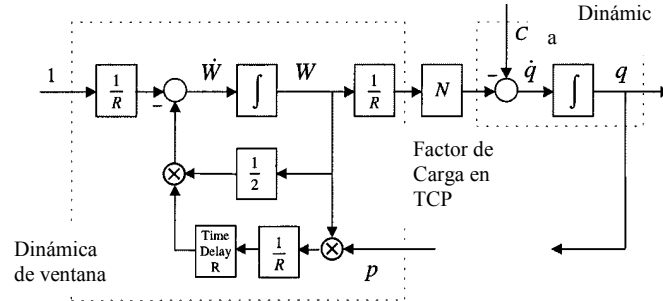 Dinámic
C a
1
1
R
–
Ẇ
∫
W
1
R
N
–
q̇
∫
q
1
2
Factor de
Carga en
TCP
Time
Delay
R
1
R
p
Dinámica
de ventana